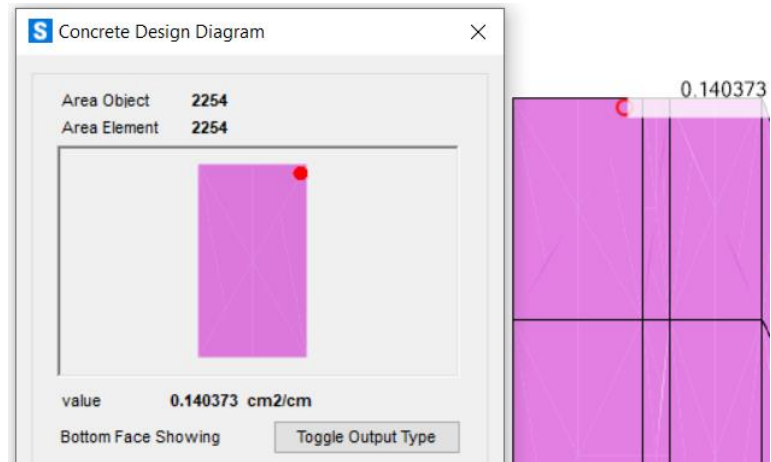 S Concrete Design Diagram
Area Object 2254
Area Element 2254
value 0.140373 cm2/cm
Bottom Face Showing Toggle Output Type
0.140373